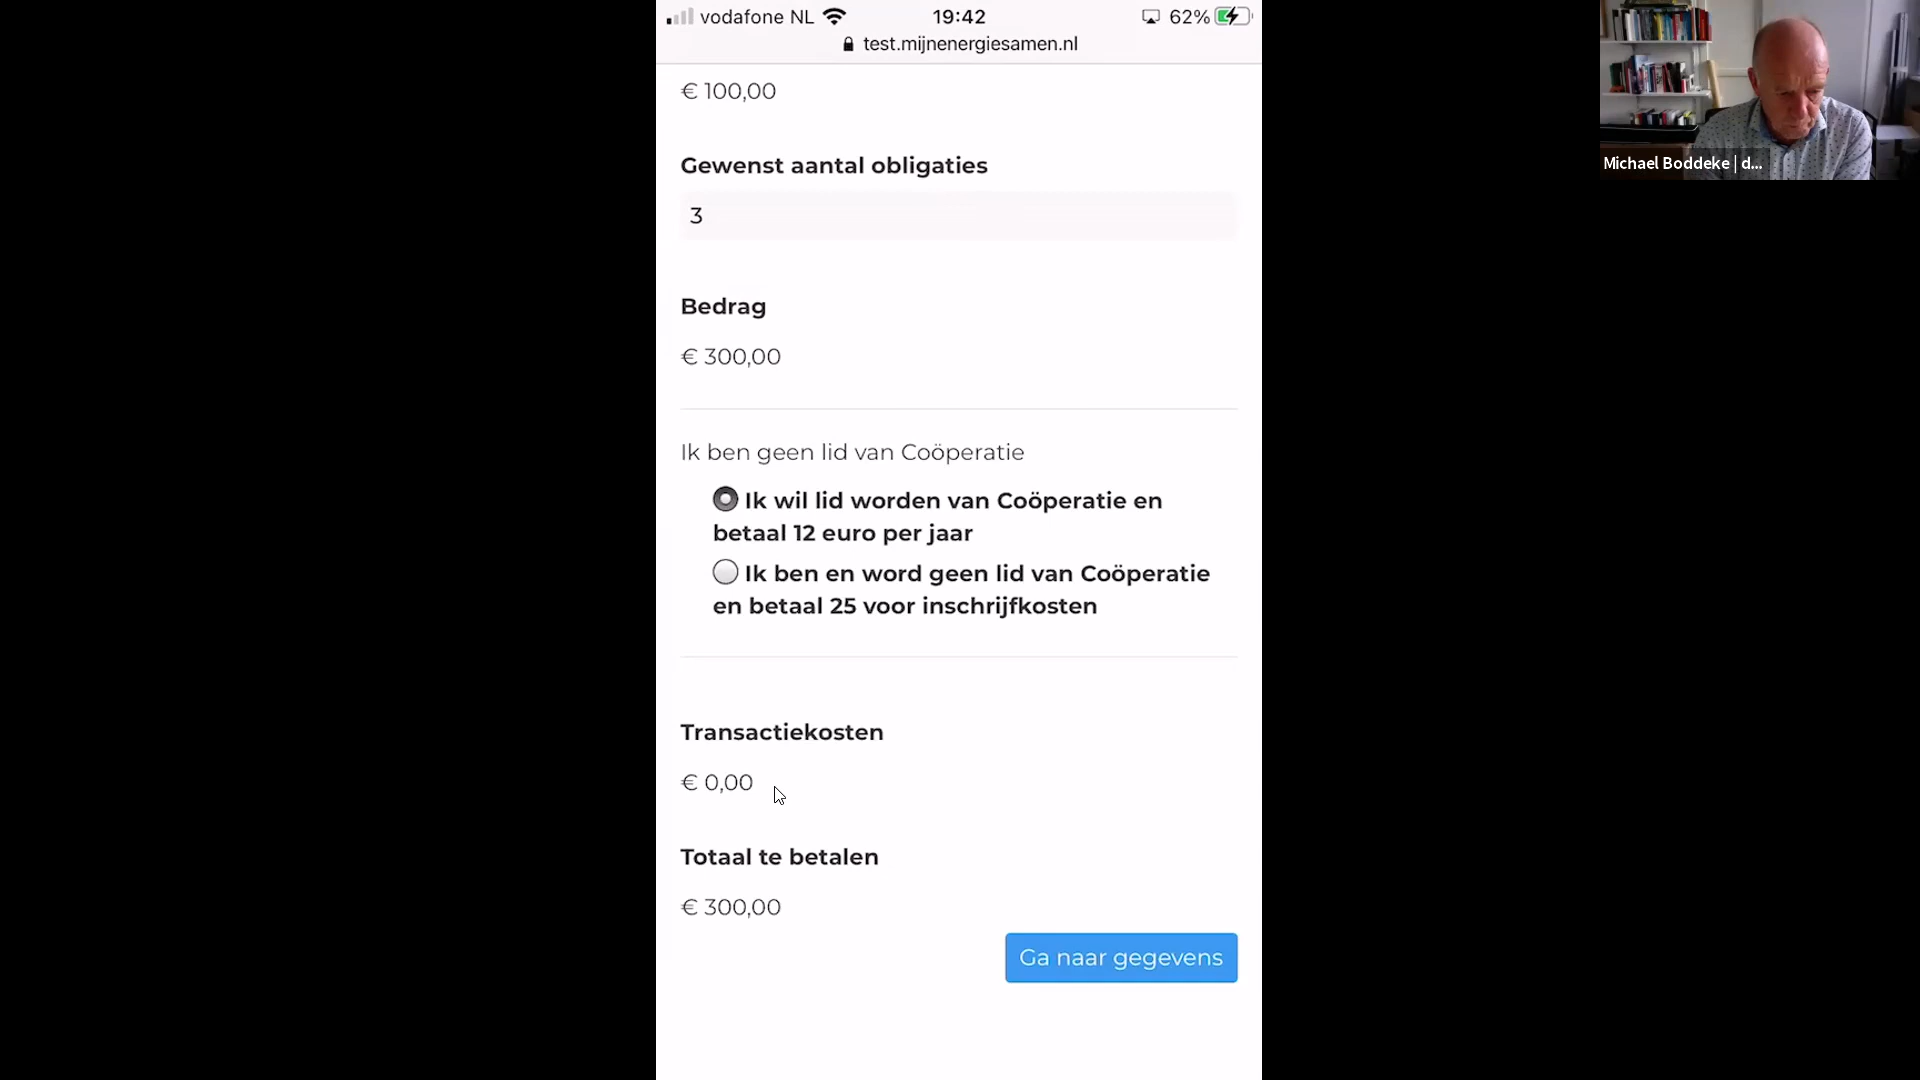 vodafone NL 19:42 62%
test.mijnenergiesamen.nl
€ 100,00
Gewenst aantal obligaties
3
Bedrag
€ 300,00
Ik ben geen lid van Coöperatie
Ik wil lid worden van Coöperatie en
betaal 12 euro per jaar
Ik ben en word geen lid van Coöperatie
en betaal 25 voor inschrijfkosten
Transactiekosten
€ 0,00
Totaal te betalen
€ 300,00
Ga naar gegevens
Michael Boddeke | d...